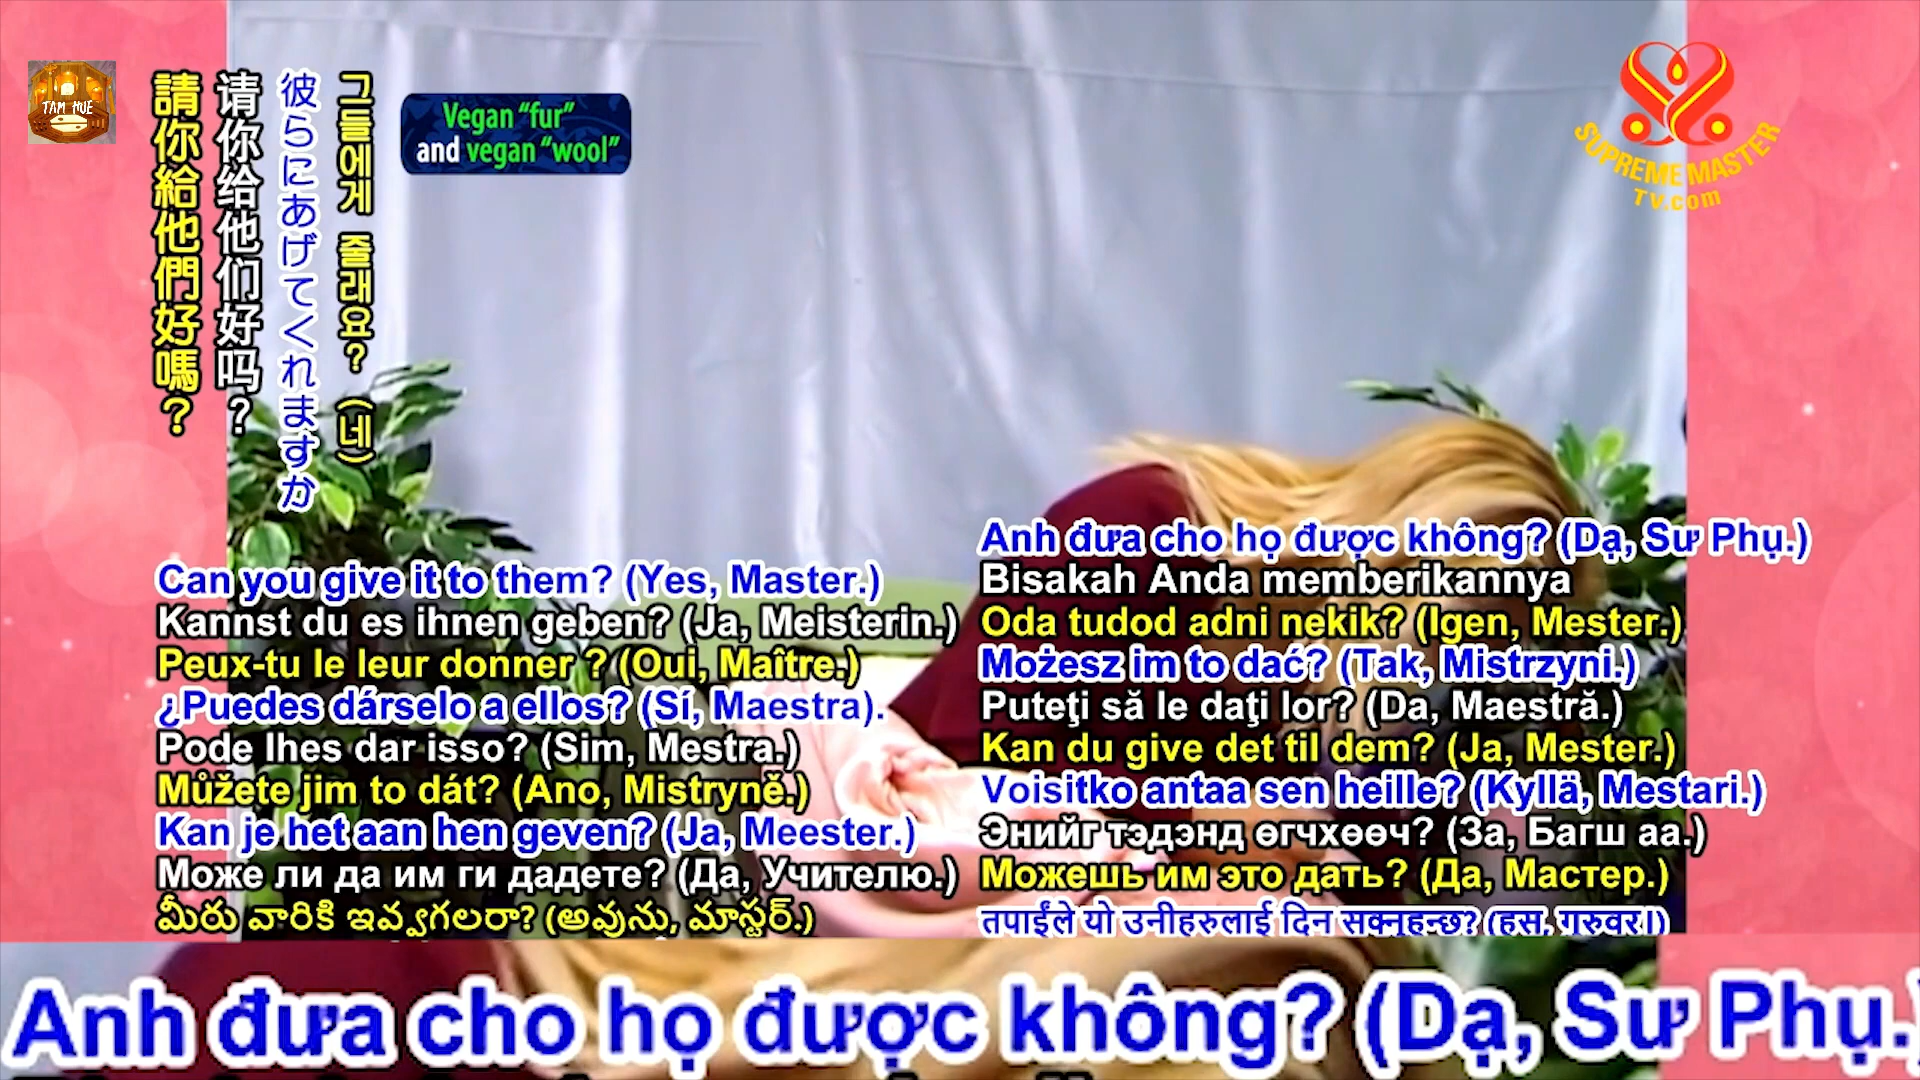 TAM HUE
請你給他們好嗎？
请你给他们好吗？
彼らにあげてくれますか
그들에게 줄래요? (네)
Vegan “fur”
and vegan “wool”
SUPREME MASTER
TV.com
Can you give it to them? (Yes, Master.)
Kannst du es ihnen geben? (Ja, Meisterin.)
Peux-tu le leur donner ? (Oui, Maître.)
¿Puedes dárselo a ellos? (Sí, Maestra).
Pode lhes dar isso? (Sim, Mestra.)
Můžete jim to dát? (Ano, Mistryně.)
Kan je het aan hen geven? (Ja, Meester.)
Може ли да им ги дадете? (Да, Учителю.)
మీరు వారికి ఇవ్వగలరా? (అవును, మాస్టర్.)
Anh đưa cho họ được không? (Dạ, Sư Phụ.)
Bisakah Anda memberikannya
Oda tudod adni nekik? (Igen, Mester.)
Możesz im to dać? (Tak, Mistrzyni.)
Puteţi să le daţi lor? (Da, Maestră.)
Kan du give det til dem? (Ja, Mester.)
Voisitko antaa sen heille? (Kyllä, Mestari.)
Энийг тэдэнд өгчхөөч? (За, Багш аа.)
Можешь им это дать? (Да, Мастер.)
तपाईंले यो उनीहरुलाई दिन सक्नुहुन्छ? (हस्, गुरुवर।)
Anh đưa cho họ được không? (Dạ, Sư Phụ.)